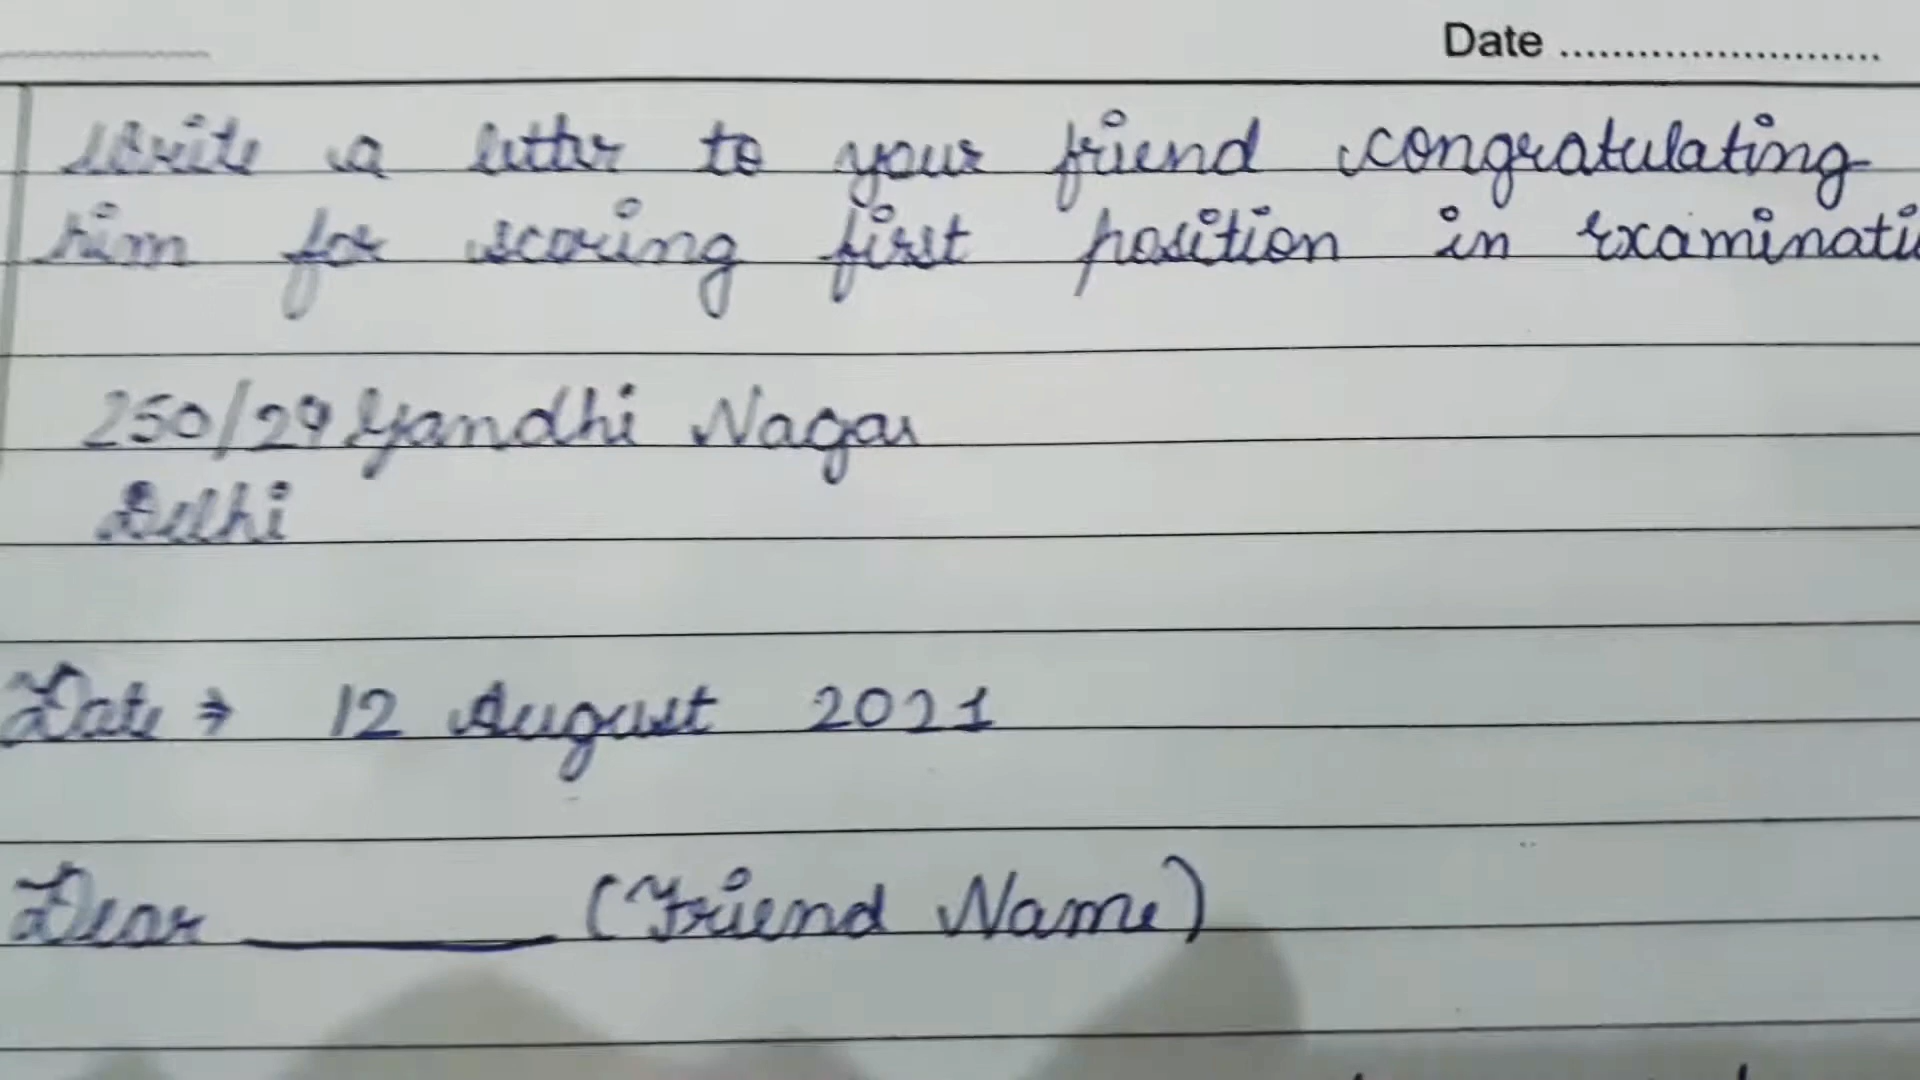 Date ........................
Write a letter to your friend congratulating
him for scoring first position in examinati
250/29 Gandhi Nagar
Delhi
Date → 12 August 2021
Dear ________ (Friend Name)